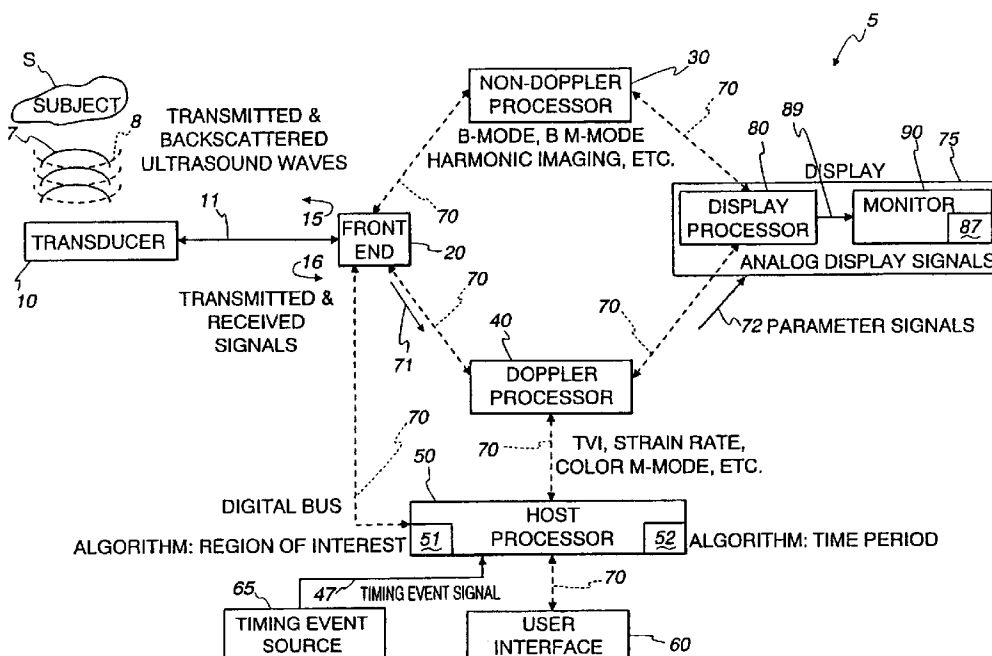 5
S
SUBJECT
7
8
TRANSMITTED &
BACKSCATTERED
ULTRASOUND WAVES
30
NON-DOPPLER
PROCESSOR
B-MODE, B M-MODE
HARMONIC IMAGING, ETC.
70
80
89
90
75
DISPLAY
DISPLAY
PROCESSOR
MONITOR
87
ANALOG DISPLAY SIGNALS
70
11
15
TRANSDUCER
10
FRONT
END
20
16
TRANSMITTED &
RECEIVED
SIGNALS
70
71
70
72 PARAMETER SIGNALS
40
DOPPLER
PROCESSOR
70
70
TVI, STRAIN RATE,
COLOR M-MODE, ETC.
50
DIGITAL BUS
HOST
PROCESSOR
51
52
ALGORITHM: REGION OF INTEREST
ALGORITHM: TIME PERIOD
65
47
TIMING EVENT SIGNAL
70
TIMING EVENT
SOURCE
USER
INTERFACE
60